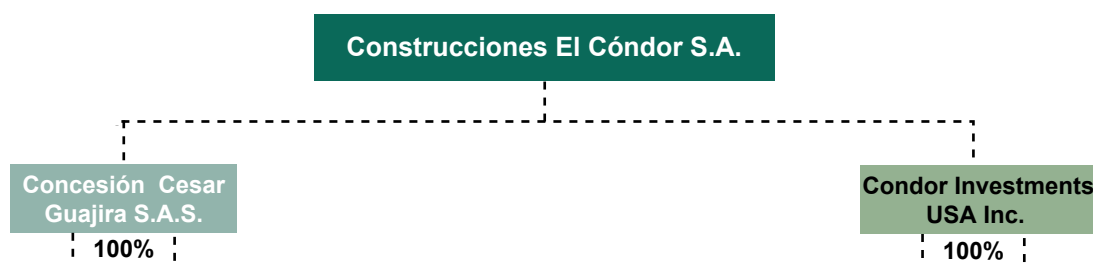 Construcciones El Cóndor S.A.
Concesión Cesar
Guajira S.A.S.
100%
Condor Investments
USA Inc.
100%